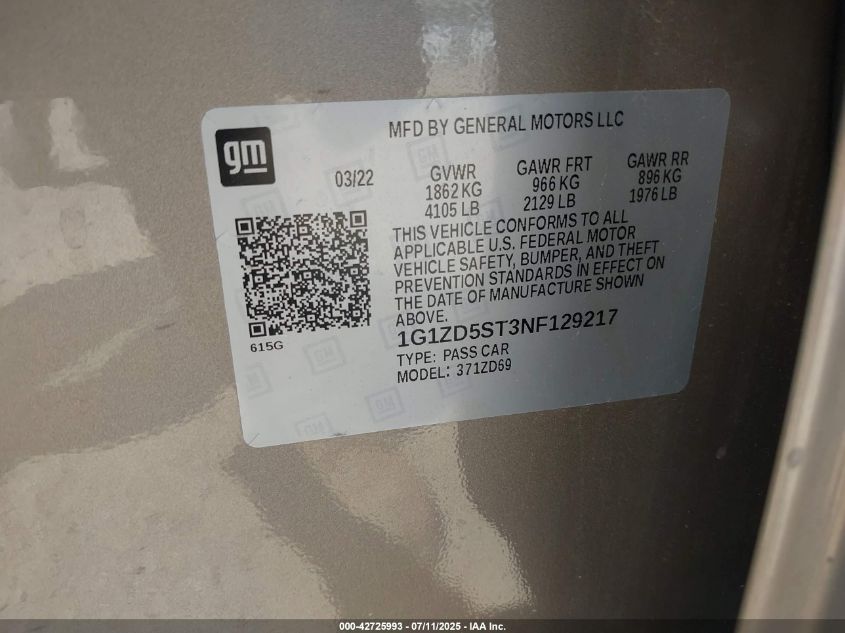 gm
MFD BY GENERAL MOTORS LLC
03/22
GVWR
1862 KG
4105 LB
GAWR FRT
966 KG
2129 LB
GAWR RR
896 KG
1976 LB
THIS VEHICLE CONFORMS TO ALL
APPLICABLE U.S. FEDERAL MOTOR
VEHICLE SAFETY, BUMPER, AND THEFT
PREVENTION STANDARDS IN EFFECT ON
THE DATE OF MANUFACTURE SHOWN
ABOVE.
615G
1G1ZD5ST3NF129217
TYPE: PASS CAR
MODEL: 371ZD69
000-42725993 - 07/11/2025 - IAA Inc.